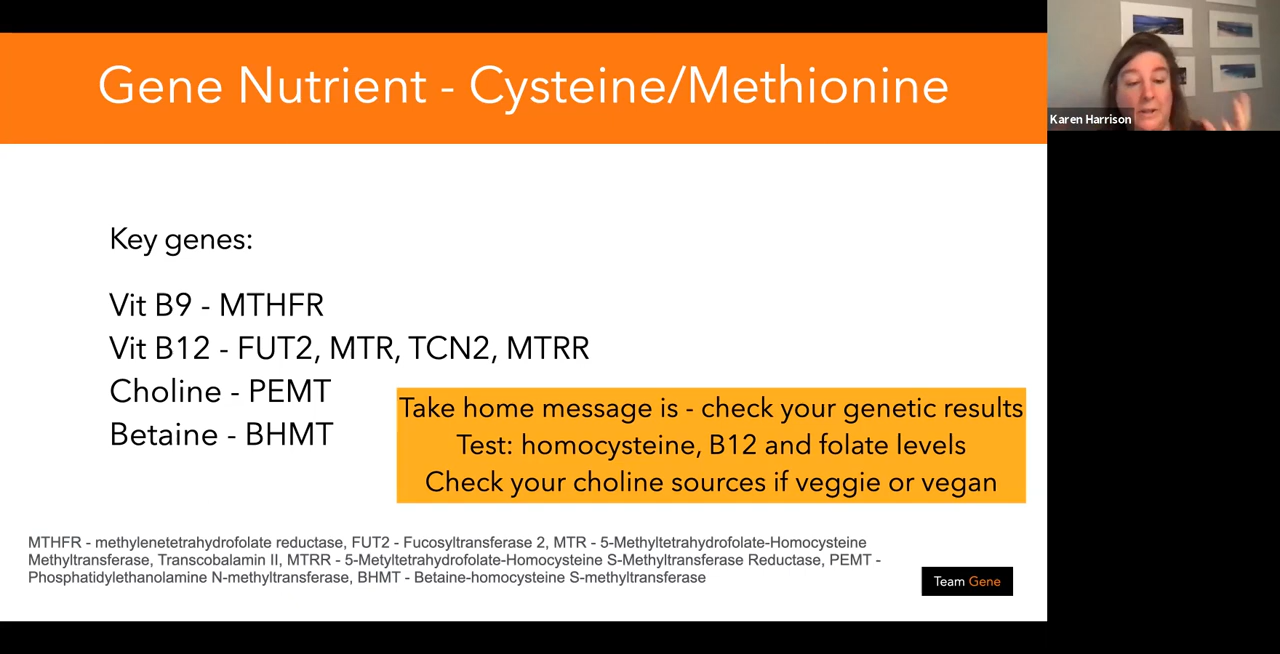 Gene Nutrient - Cysteine/Methionine
Karen Harrison
Key genes:
Vit B9 - MTHFR
Vit B12 - FUT2, MTR, TCN2, MTRR
Choline - PEMT
Betaine - BHMT
Take home message is - check your genetic results
Test: homocysteine, B12 and folate levels
Check your choline sources if veggie or vegan
MTHFR - methylenetetrahydrofolate reductase, FUT2 - Fucosyltransferase 2, MTR - 5-Methyltetrahydrofolate-Homocysteine
Methyltransferase, Transcobalamin II, MTRR - 5-Metyltetrahydrofolate-Homocysteine S-Methyltransferase Reductase, PEMT -
Phosphatidylethanolamine N-methyltransferase, BHMT - Betaine-homocysteine S-methyltransferase
Team Gene